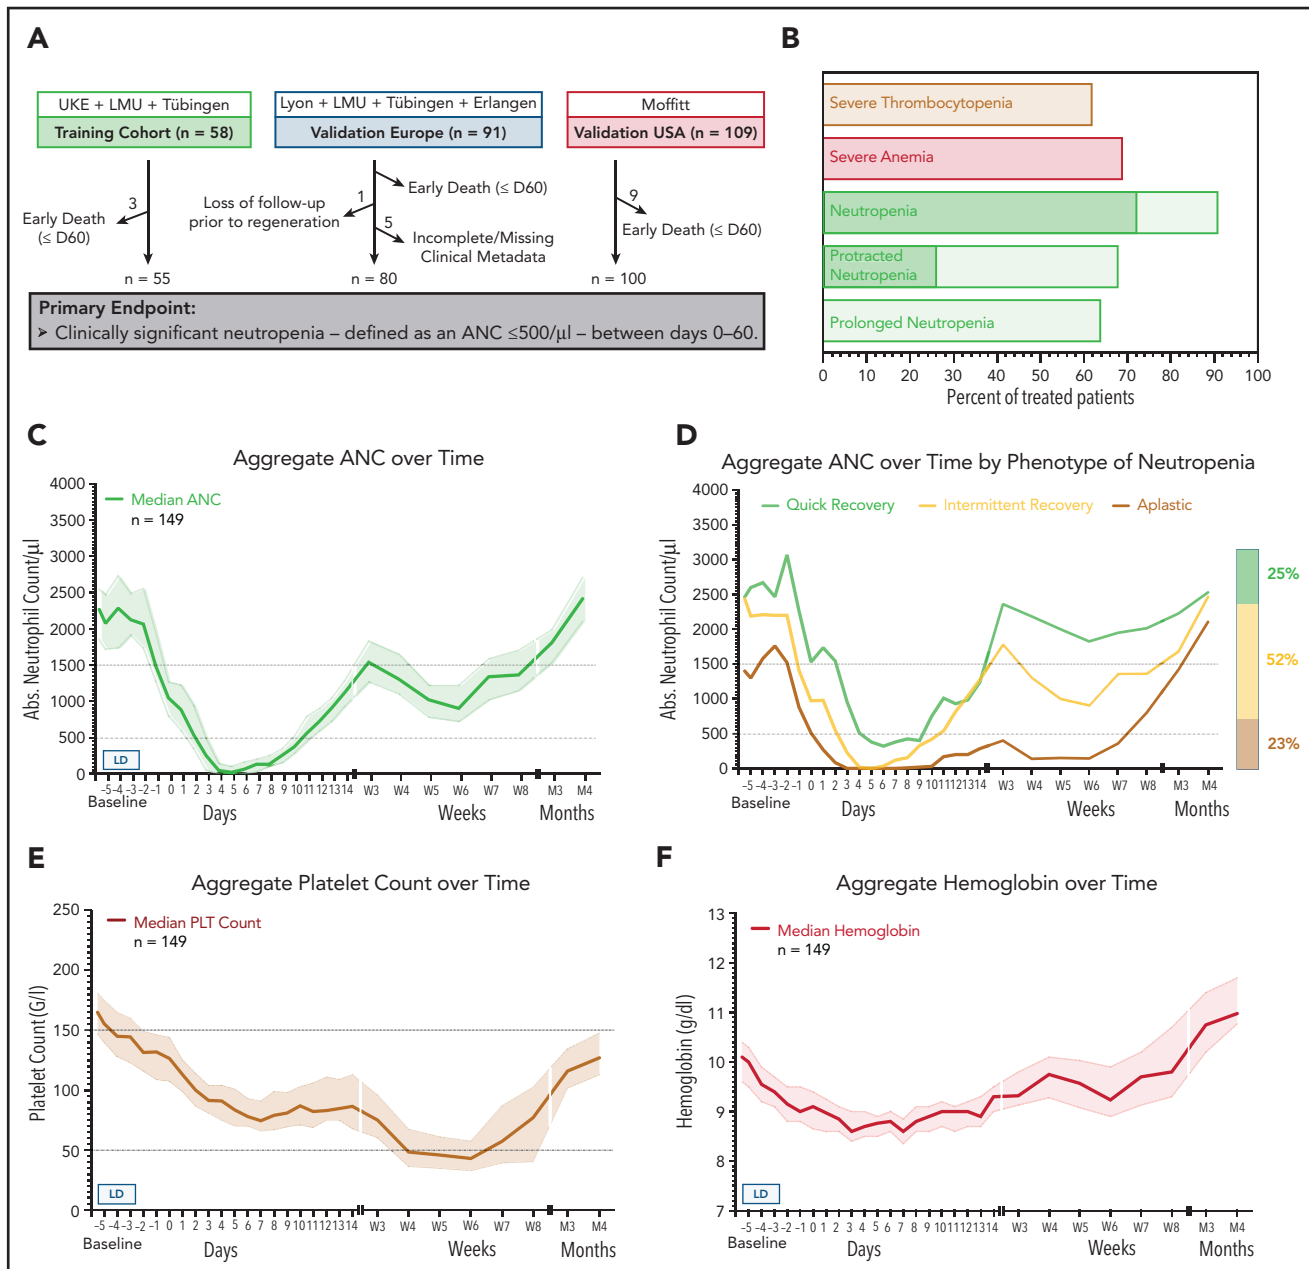 A
UKE + LMU + Tübingen
Training Cohort (n = 58)
Lyon + LMU + Tübingen + Erlangen
Validation Europe (n = 91)
Moffitt
Validation USA (n = 109)
3
Early Death
(≤ D60)
Early Death (≤ D60)
1
Loss of follow-up
prior to regeneration
5
Incomplete/Missing
Clinical Metadata
9
Early Death (≤ D60)
n = 55
n = 80
n = 100
Primary Endpoint:
➢ Clinically significant neutropenia – defined as an ANC ≤500/µl – between days 0–60.
B
Severe Thrombocytopenia
Severe Anemia
Neutropenia
Protracted
Neutropenia
Prolonged Neutropenia
0 10 20 30 40 50 60 70 80 90 100
Percent of treated patients
C
Aggregate ANC over Time
Median ANC
n = 149
Abs. Neutrophil Count/µl
4000
3500
3000
2500
2000
1500
1000
500
0
LD
–5 –4 –3 –2 –1 0 1 2 3 4 5 6 7 8 9 10 11 12 13 14 W3 W4 W5 W6 W7 W8 M3 M4
Baseline Days Weeks Months
D
Aggregate ANC over Time by Phenotype of Neutropenia
Quick Recovery Intermittent Recovery Aplastic
Abs. Neutrophil Count/µl
4000
3500
3000
2500
2000
1500
1000
500
0
–5 –4 –3 –2 –1 0 1 2 3 4 5 6 7 8 9 10 11 12 13 14 W3 W4 W5 W6 W7 W8 M3 M4
Baseline Days Weeks Months
25%
52%
23%
E
Aggregate Platelet Count over Time
Median PLT Count
n = 149
Platelet Count (G/l)
250
200
150
100
50
0
LD
–5 –4 –3 –2 –1 0 1 2 3 4 5 6 7 8 9 10 11 12 13 14 W3 W4 W5 W6 W7 W8 M3 M4
Baseline Days Weeks Months
F
Aggregate Hemoglobin over Time
Median Hemoglobin
n = 149
Hemoglobin (g/dl)
13
12
11
10
9
8
7
LD
–5 –4 –3 –2 –1 0 1 2 3 4 5 6 7 8 9 10 11 12 13 14 W3 W4 W5 W6 W7 W8 M3 M4
Baseline Days Weeks Months